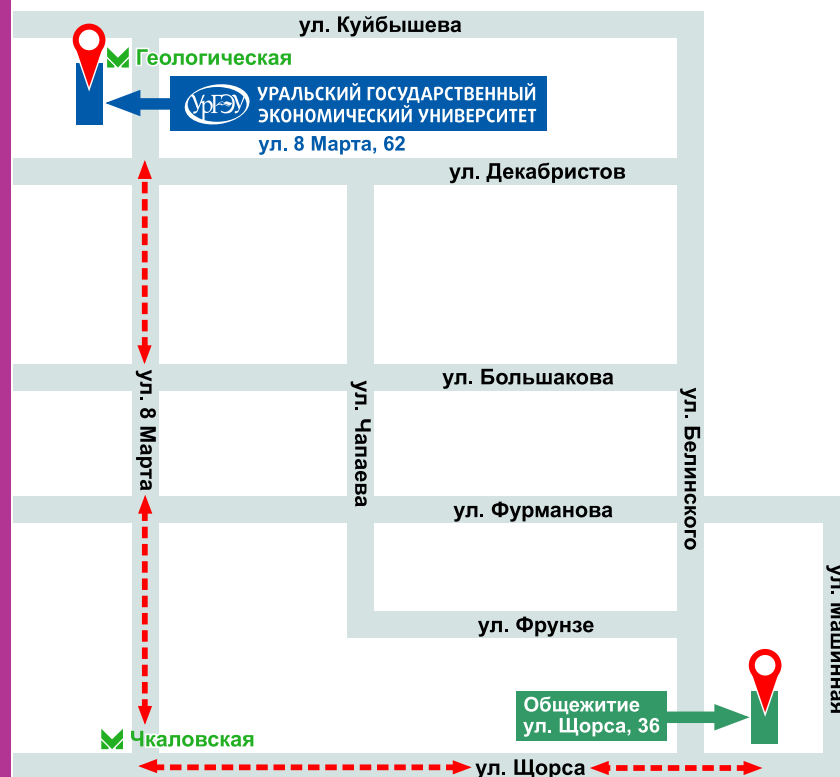 ул. Куйбышева
Геологическая
УрГЭУ
УРАЛЬСКИЙ ГОСУДАРСТВЕННЫЙ
ЭКОНОМИЧЕСКИЙ УНИВЕРСИТЕТ
ул. 8 Марта, 62
ул. Декабристов
ул. Большакова
ул. 8 Марта
ул. Чапаева
ул. Белинского
ул. Фурманова
ул. Машинная
ул. Фрунзе
Общежитие
ул. Щорса, 36
Чкаловская
ул. Щорса